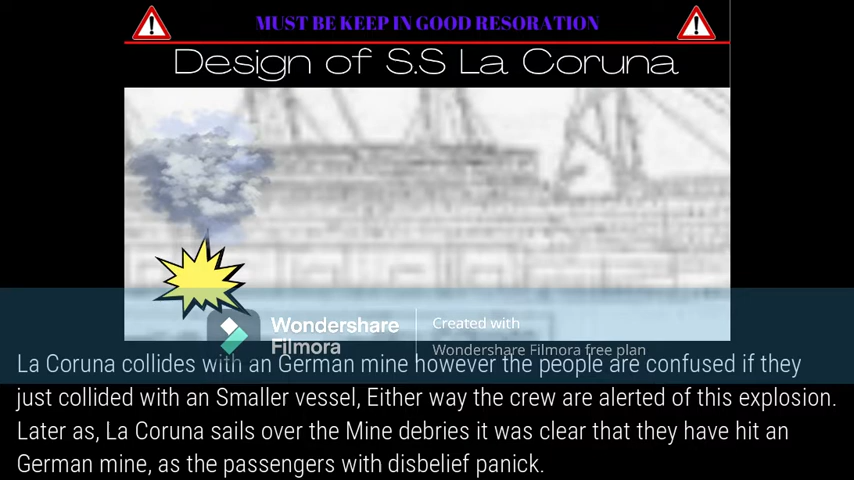 MUST BE KEEP IN GOOD RESORATION
Design of S.S La Coruna
Wondershare
Filmora
Created with
Wondershare Filmora free plan
La Coruna collides with an German mine however the people are confused if they
just collided with an Smaller vessel, Either way the crew are alerted of this explosion.
Later as, La Coruna sails over the Mine debries it was clear that they have hit an
German mine, as the passengers with disbelief panick.